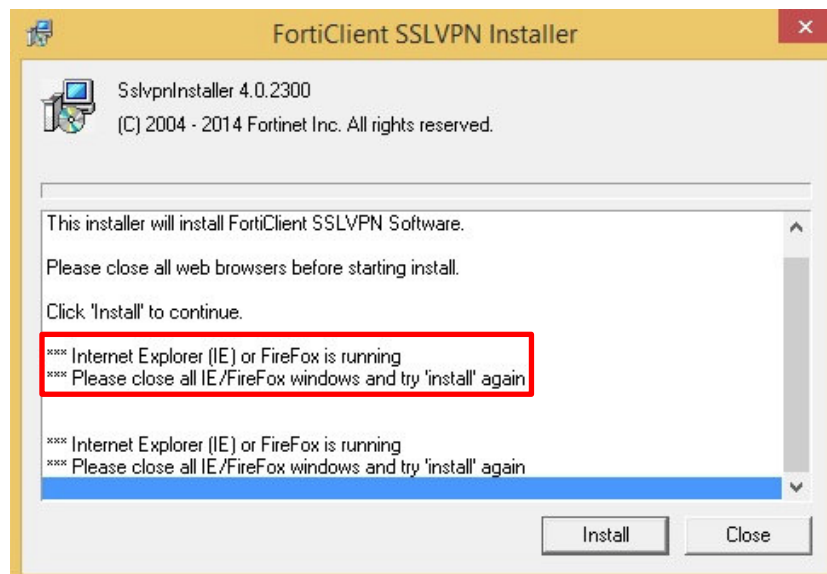 FortiClient SSLVPN Installer
SslvpnInstaller 4.0.2300
(C) 2004 - 2014 Fortinet Inc. All rights reserved.
This installer will install FortiClient SSLVPN Software.
Please close all web browsers before starting install.
Click 'Install' to continue.
*** Internet Explorer (IE) or FireFox is running
*** Please close all IE/FireFox windows and try 'install' again
*** Internet Explorer (IE) or FireFox is running
*** Please close all IE/FireFox windows and try 'install' again
Install
Close